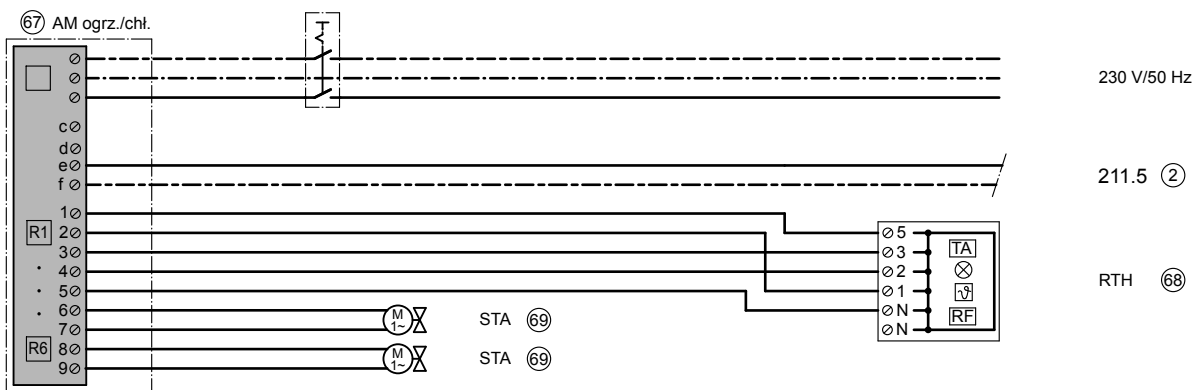 67 AM ogrz./chł.
T
230 V/50 Hz
c
d
e
f
211.5 2
1
R1 2
3
4
5
6
7
R6 8
9
M
1~
STA 69
M
1~
STA 69
5
3 TA
2
1 ϑ
N RF
N
RTH 68